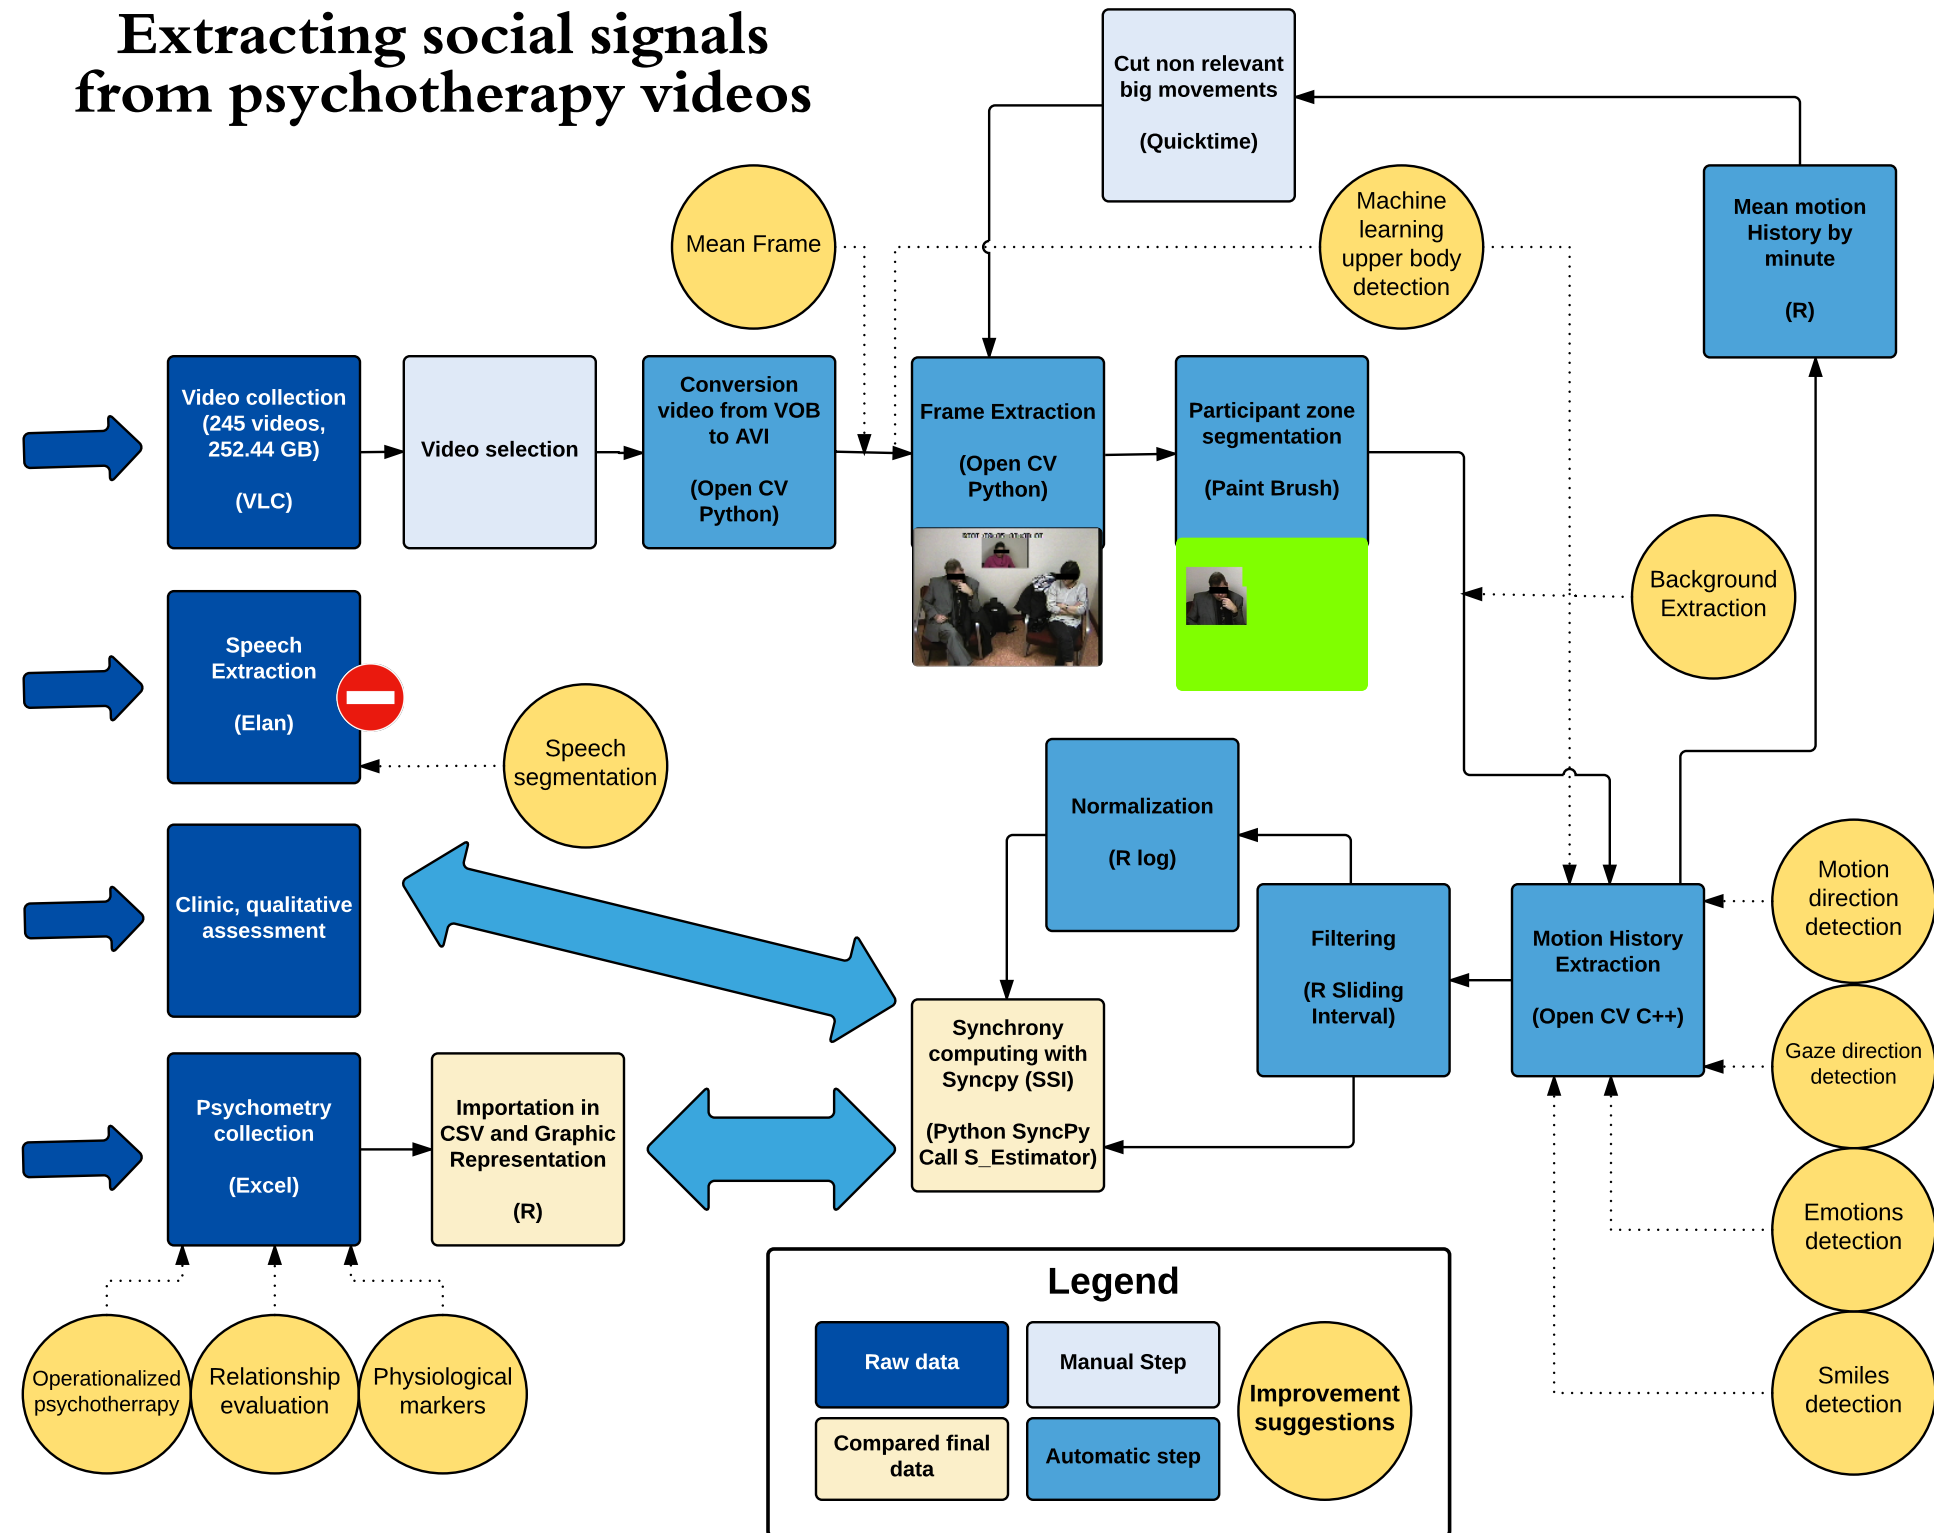 Extracting social signals
from psychotherapy videos
Cut non relevant
big movements
(Quicktime)
Mean Frame
Machine
learning
upper body
detection
Mean motion
History by
minute
(R)
Video collection
(245 videos,
252.44 GB)
(VLC)
Video selection
Conversion
video from VOB
to AVI
(Open CV
Python)
Frame Extraction
(Open CV
Python)
Participant zone
segmentation
(Paint Brush)
Background
Extraction
Speech
Extraction
(Elan)
Speech
segmentation
Normalization
(R log)
Clinic, qualitative
assessment
Filtering
(R Sliding
Interval)
Motion History
Extraction
(Open CV C++)
Motion
direction
detection
Gaze direction
detection
Emotions
detection
Smiles
detection
Synchrony
computing with
Syncpy (SSI)
(Python SyncPy
Call S_Estimator)
Psychometry
collection
(Excel)
Importation in
CSV and Graphic
Representation
(R)
Operationalized
psychotherapy
Relationship
evaluation
Physiological
markers
Legend
Raw data
Manual Step
Compared final
data
Automatic step
Improvement
suggestions